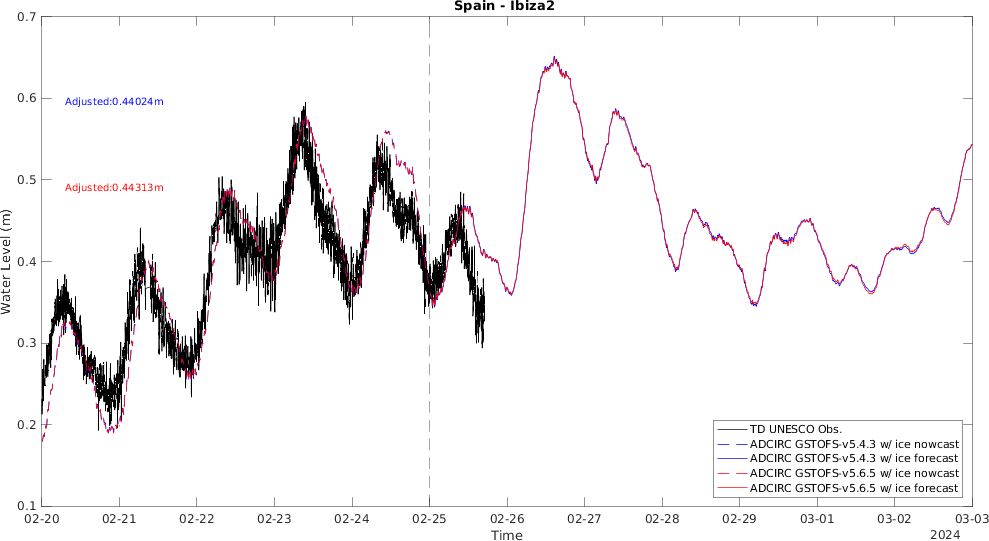 Spain - Ibiza2
0.7
0.6
0.5
0.4
0.3
0.2
0.1
Water Level (m)
Adjusted:0.44024m
Adjusted:0.44313m
TD UNESCO Obs.
ADCIRC GSTOFS-v5.4.3 w/ ice nowcast
ADCIRC GSTOFS-v5.4.3 w/ ice forecast
ADCIRC GSTOFS-v5.6.5 w/ ice nowcast
ADCIRC GSTOFS-v5.6.5 w/ ice forecast
02-20 02-21 02-22 02-23 02-24 02-25 02-26 02-27 02-28 02-29 03-01 03-02 03-03
Time
2024